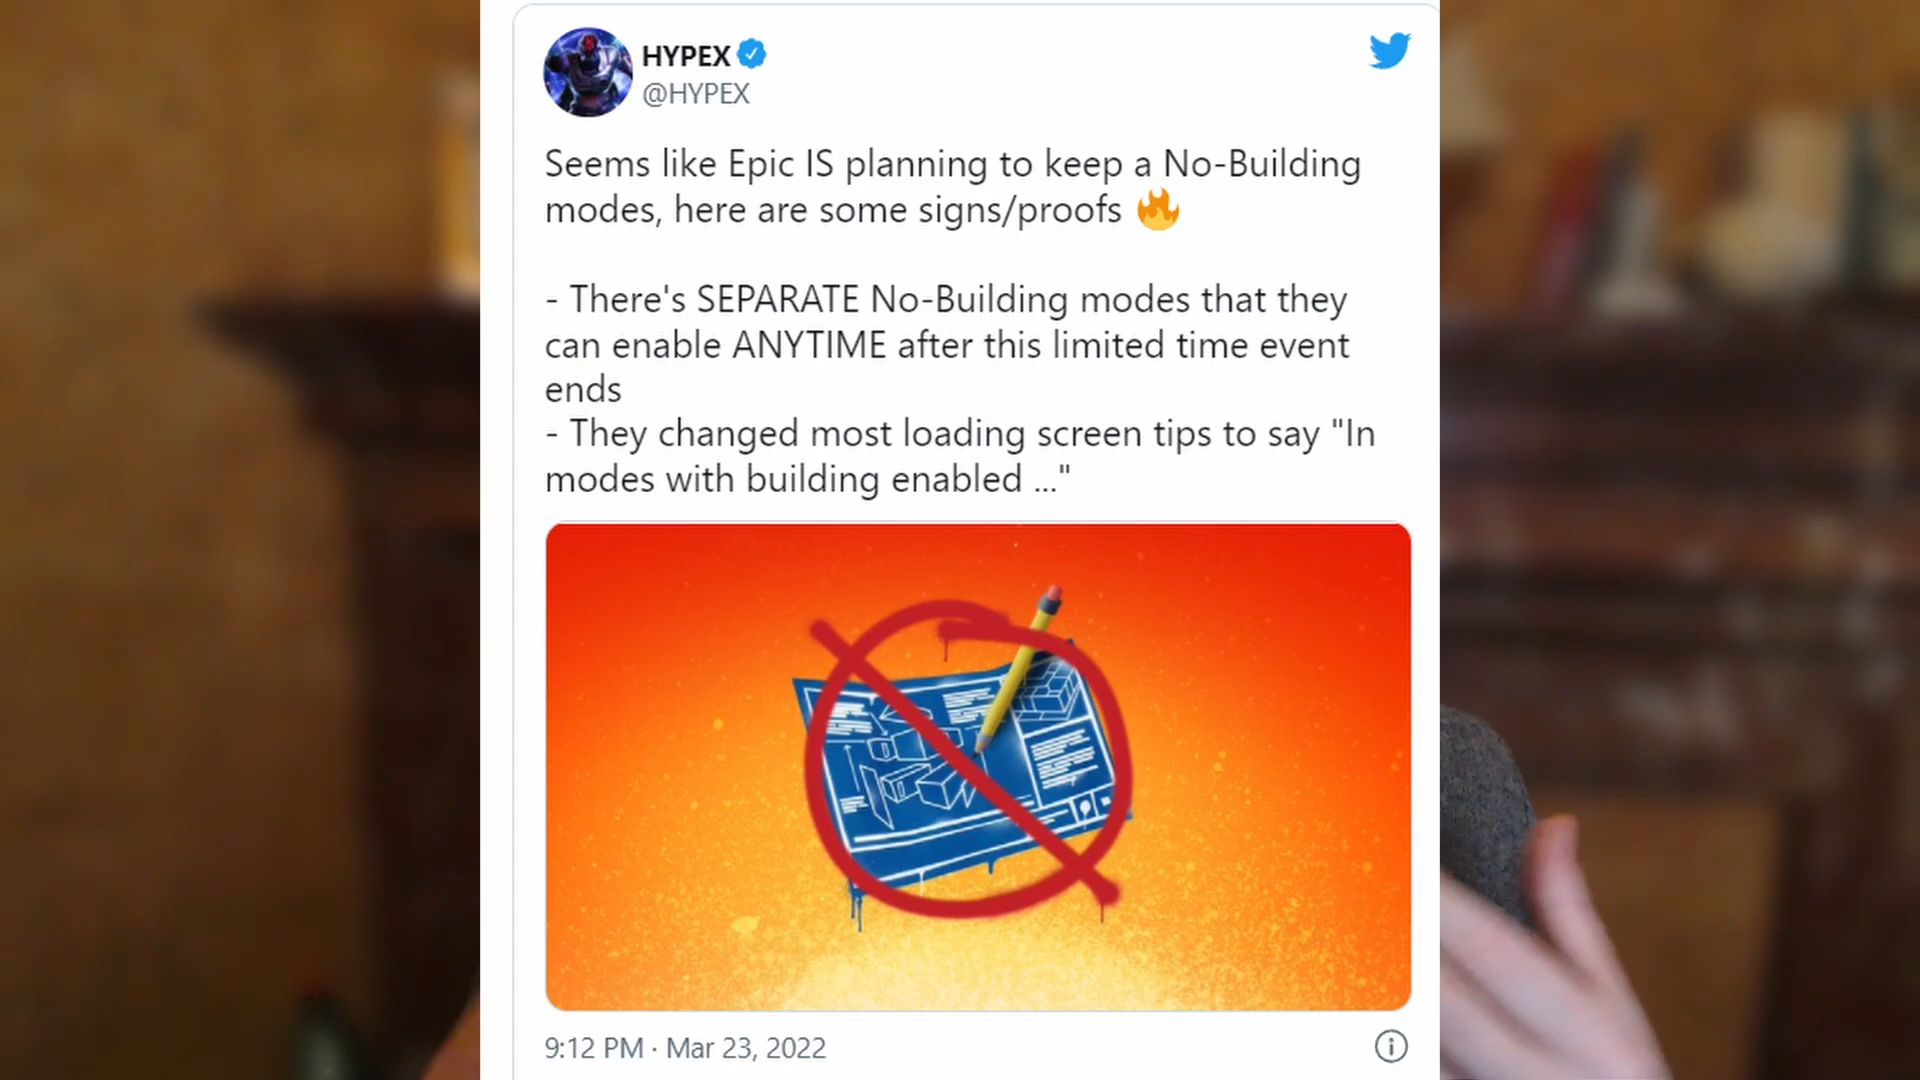 HYPEX
@HYPEX
Seems like Epic IS planning to keep a No-Building
modes, here are some signs/proofs 🔥
- There's SEPARATE No-Building modes that they
can enable ANYTIME after this limited time event
ends
- They changed most loading screen tips to say "In
modes with building enabled ..."
9:12 PM · Mar 23, 2022